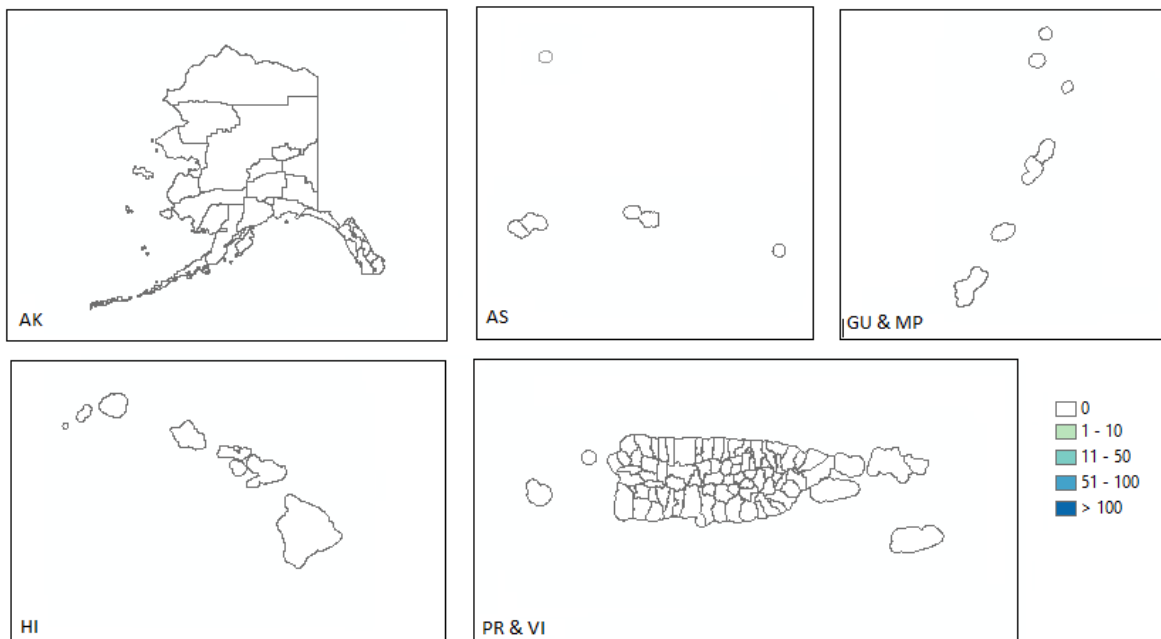 AK
AS
GU & MP
HI
PR & VI
0
1 - 10
11 - 50
51 - 100
> 100